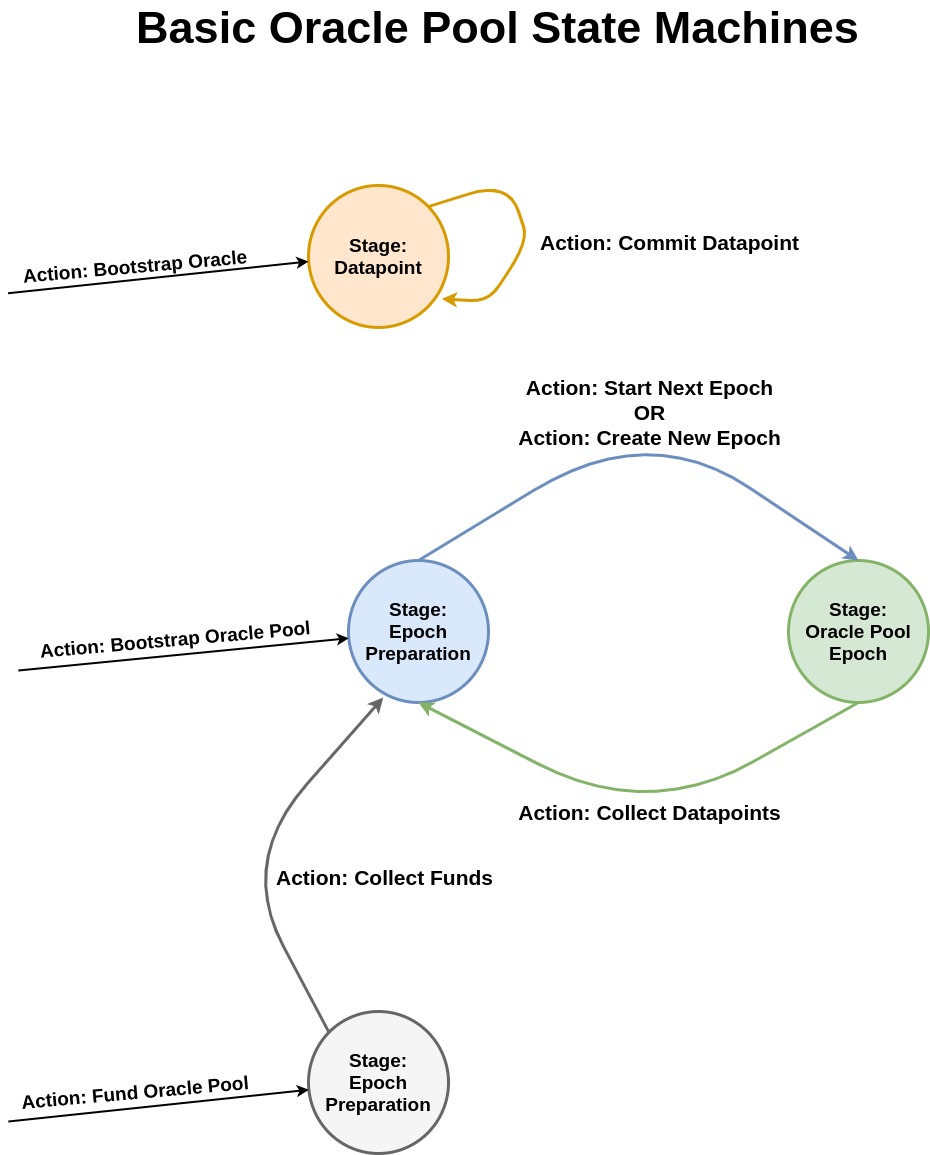 Basic Oracle Pool State Machines
Action: Bootstrap Oracle
Stage:
Datapoint
Action: Commit Datapoint
Action: Start Next Epoch
OR
Action: Create New Epoch
Action: Bootstrap Oracle Pool
Stage:
Epoch
Preparation
Stage:
Oracle Pool
Epoch
Action: Collect Datapoints
Action: Collect Funds
Action: Fund Oracle Pool
Stage:
Epoch
Preparation